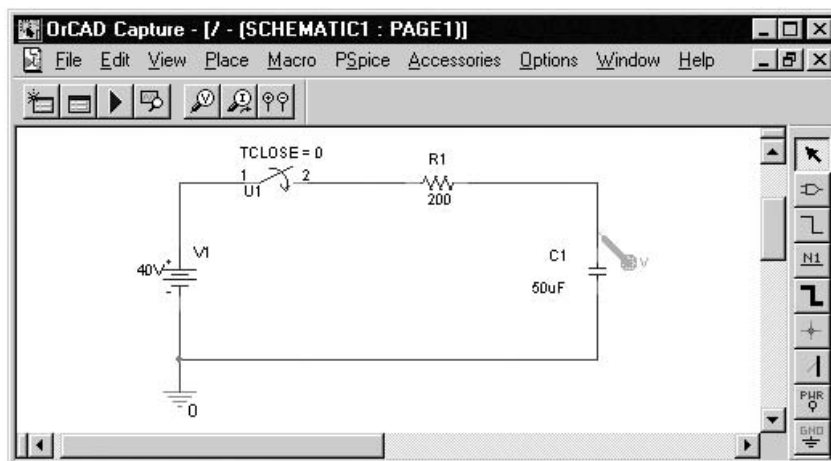 OrCAD Capture - [/ - (SCHEMATIC1 : PAGE1)]
File Edit View Place Macro PSpice Accessories Options Window Help
V I
TCLOSE = 0
1 2
U1
R1
200
V1
40V
+
-
C1
50uF
V
0
N1
PWR
GND